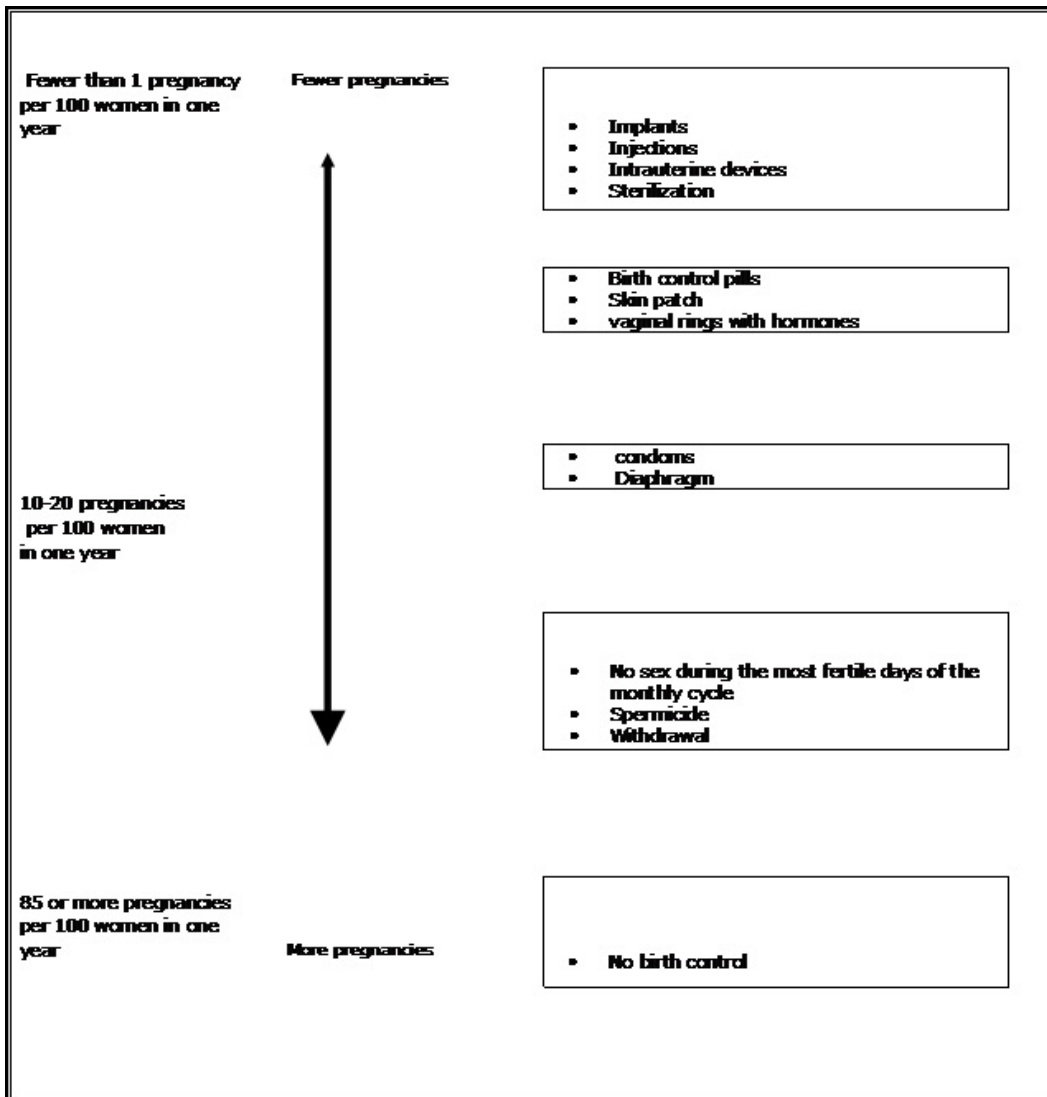 Fewer than 1 pregnancy
per 100 women in one
year
Fewer pregnancies
• Implants
• Injections
• Intrauterine devices
• Sterilization
• Birth control pills
• Skin patch
• vaginal rings with hormones
• condoms
• Diaphragm
10-20 pregnancies
per 100 women
in one year
• No sex during the most fertile days of the
monthly cycle
• Spermicide
• Withdrawal
85 or more pregnancies
per 100 women in one
year
More pregnancies
• No birth control